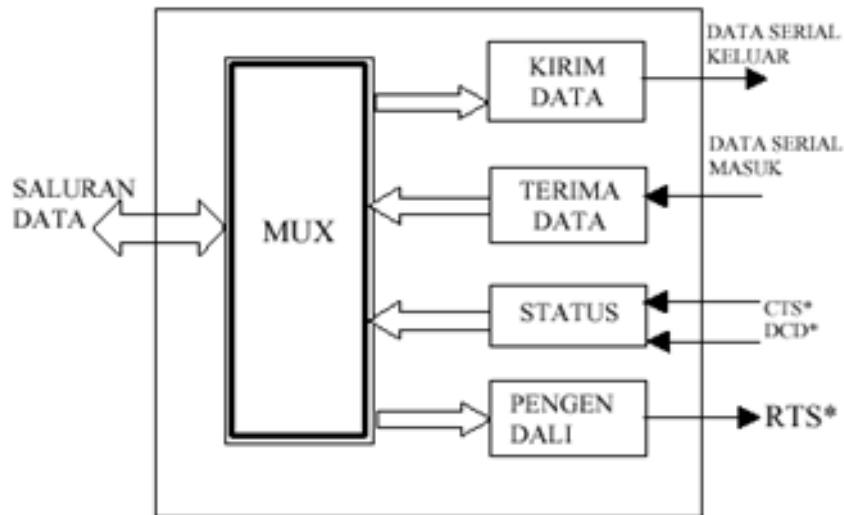 DATA SERIAL
KELUAR
KIRIM
DATA
DATA SERIAL
MASUK
SALURAN
DATA
MUX
TERIMA
DATA
STATUS
CTS*
DCD*
PENGEN
DALI
RTS*